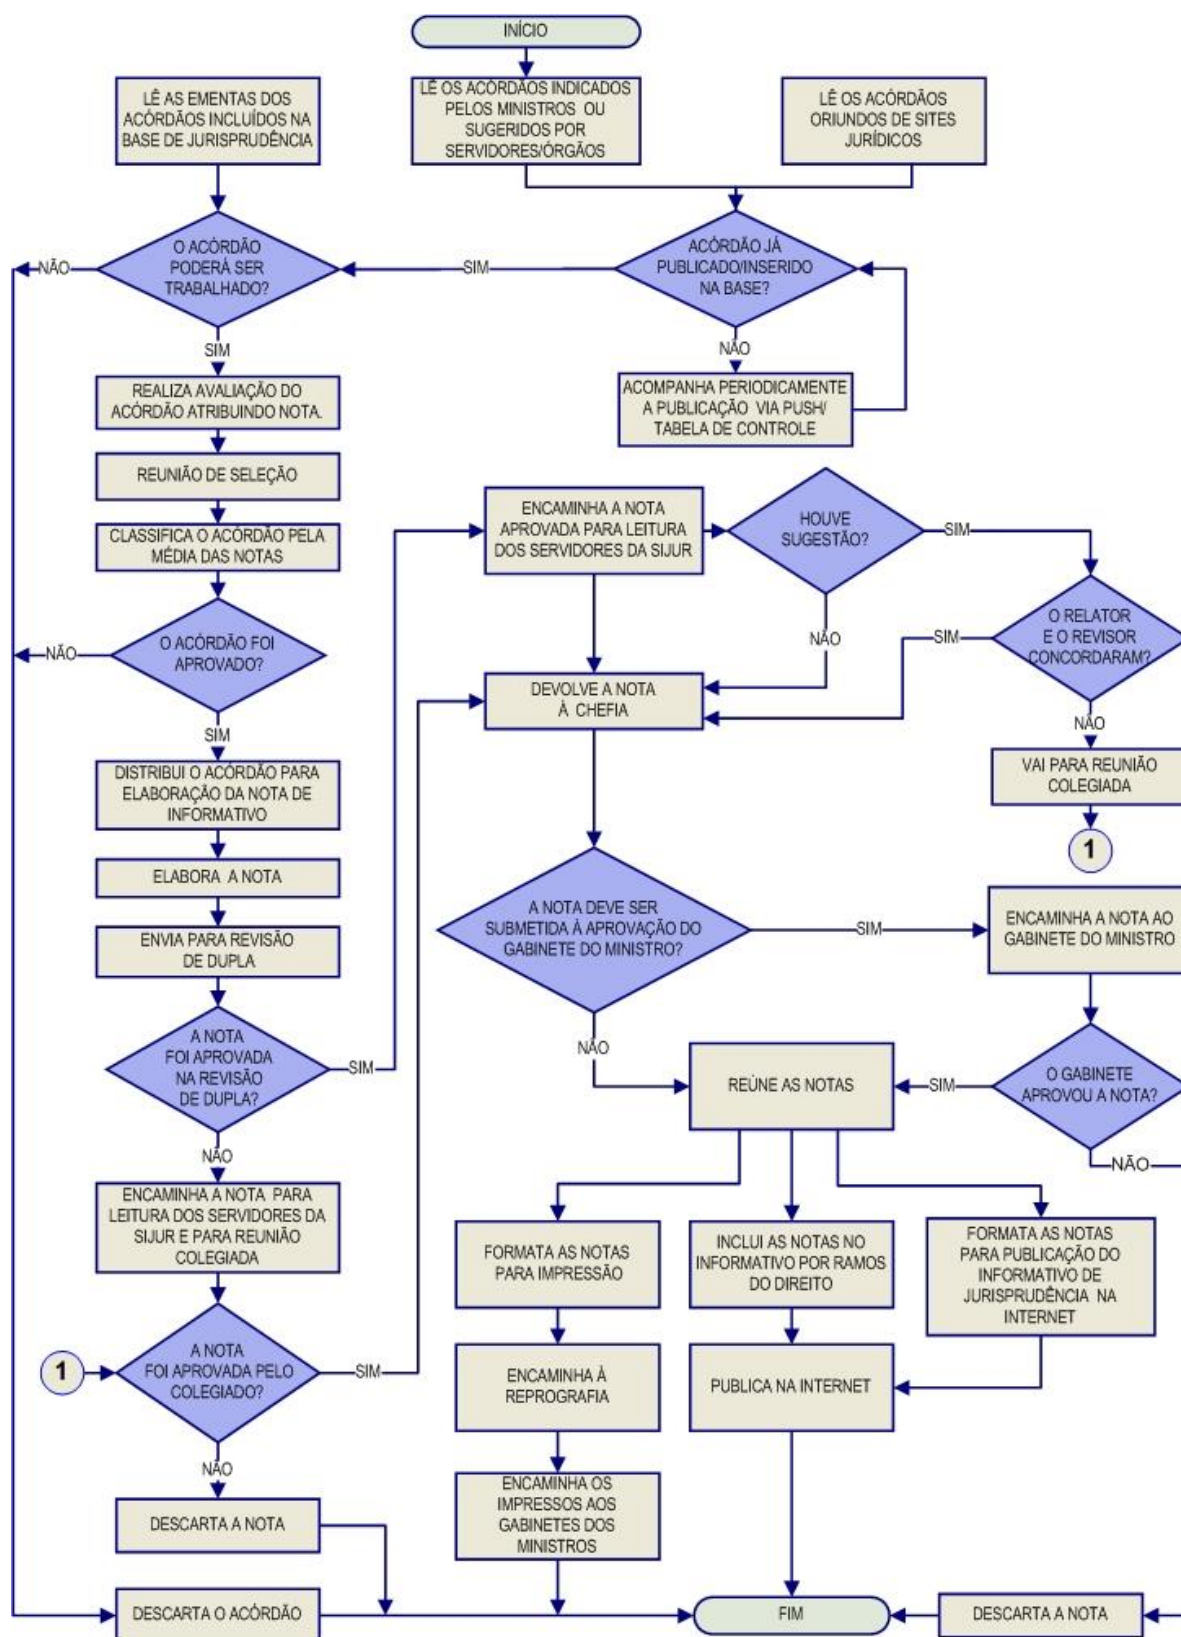 INÍCIO
LÊ AS EMENTAS DOS
ACÓRDÃOS INCLUÍDOS NA
BASE DE JURISPRUDÊNCIA
LÊ OS ACÓRDÃOS INDICADOS
PELOS MINISTROS OU
SUGERIDOS POR
SERVIDORES/ÓRGÃOS
LÊ OS ACÓRDÃOS
ORIUNDOS DE SITES
JURÍDICOS
NÃO
O ACÓRDÃO
PODERÁ SER
TRABALHADO?
SIM
ACÓRDÃO JÁ
PUBLICADO/INSERIDO
NA BASE?
SIM
NÃO
REALIZA AVALIAÇÃO DO
ACÓRDÃO ATRIBUINDO NOTA.
ACOMPANHA PERIODICAMENTE
A PUBLICAÇÃO VIA PUSH/
TABELA DE CONTROLE
REUNIÃO DE SELEÇÃO
CLASSIFICA O ACÓRDÃO PELA
MÉDIA DAS NOTAS
ENCAMINHA A NOTA
APROVADA PARA LEITURA
DOS SERVIDORES DA SIJUR
HOUVE
SUGESTÃO?
SIM
NÃO
O ACÓRDÃO FOI
APROVADO?
NÃO
SIM
O RELATOR
E O REVISOR
CONCORDARAM?
SIM
NÃO
DEVOLVE A NOTA
À CHEFIA
VAI PARA REUNIÃO
COLEGIADA
1
DISTRIBUI O ACÓRDÃO PARA
ELABORAÇÃO DA NOTA DE
INFORMATIVO
ELABORA A NOTA
ENVIA PARA REVISÃO
DE DUPLA
A NOTA DEVE SER
SUBMETIDA À APROVAÇÃO DO
GABINETE DO MINISTRO?
SIM
ENCAMINHA A NOTA AO
GABINETE DO MINISTRO
NÃO
A NOTA
FOI APROVADA
NA REVISÃO
DE DUPLA?
SIM
NÃO
REÚNE AS NOTAS
SIM
O GABINETE
APROVOU A NOTA?
NÃO
ENCAMINHA A NOTA PARA
LEITURA DOS SERVIDORES DA
SIJUR E PARA REUNIÃO
COLEGIADA
FORMATA AS NOTAS
PARA IMPRESSÃO
INCLUI AS NOTAS NO
INFORMATIVO POR RAMOS
DO DIREITO
FORMATA AS NOTAS
PARA PUBLICAÇÃO DO
INFORMATIVO DE
JURISPRUDÊNCIA NA
INTERNET
1
A NOTA
FOI APROVADA PELO
COLEGIADO?
SIM
NÃO
ENCAMINHA À
REPROGRAFIA
PUBLICA NA INTERNET
DESCARTA A NOTA
ENCAMINHA OS
IMPRESSOS AOS
GABINETES DOS
MINISTROS
DESCARTA O ACÓRDÃO
FIM
DESCARTA A NOTA